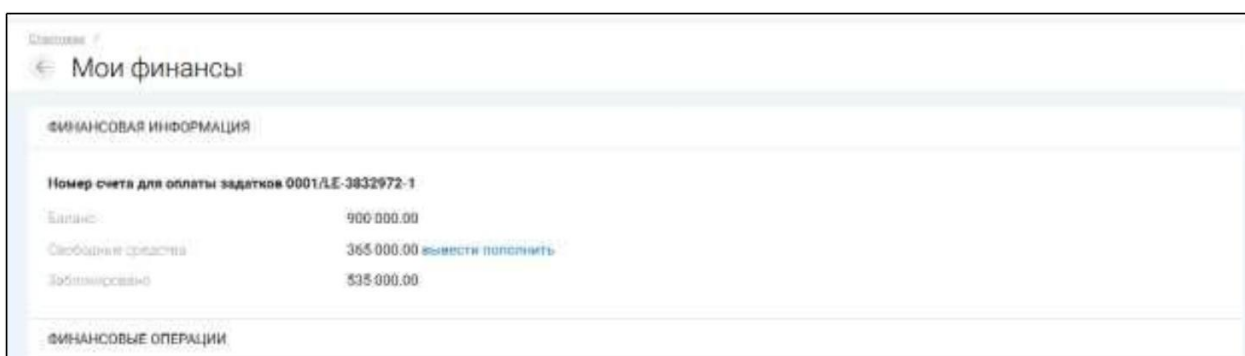 Стартовая /
← Мои финансы
ФИНАНСОВАЯ ИНФОРМАЦИЯ
Номер счета для оплаты задатков 0001/LE-3832972-1
Баланс 900 000.00
Свободные средства 365 000.00 вывести пополнить
Заблокировано 535 000.00
ФИНАНСОВЫЕ ОПЕРАЦИИ